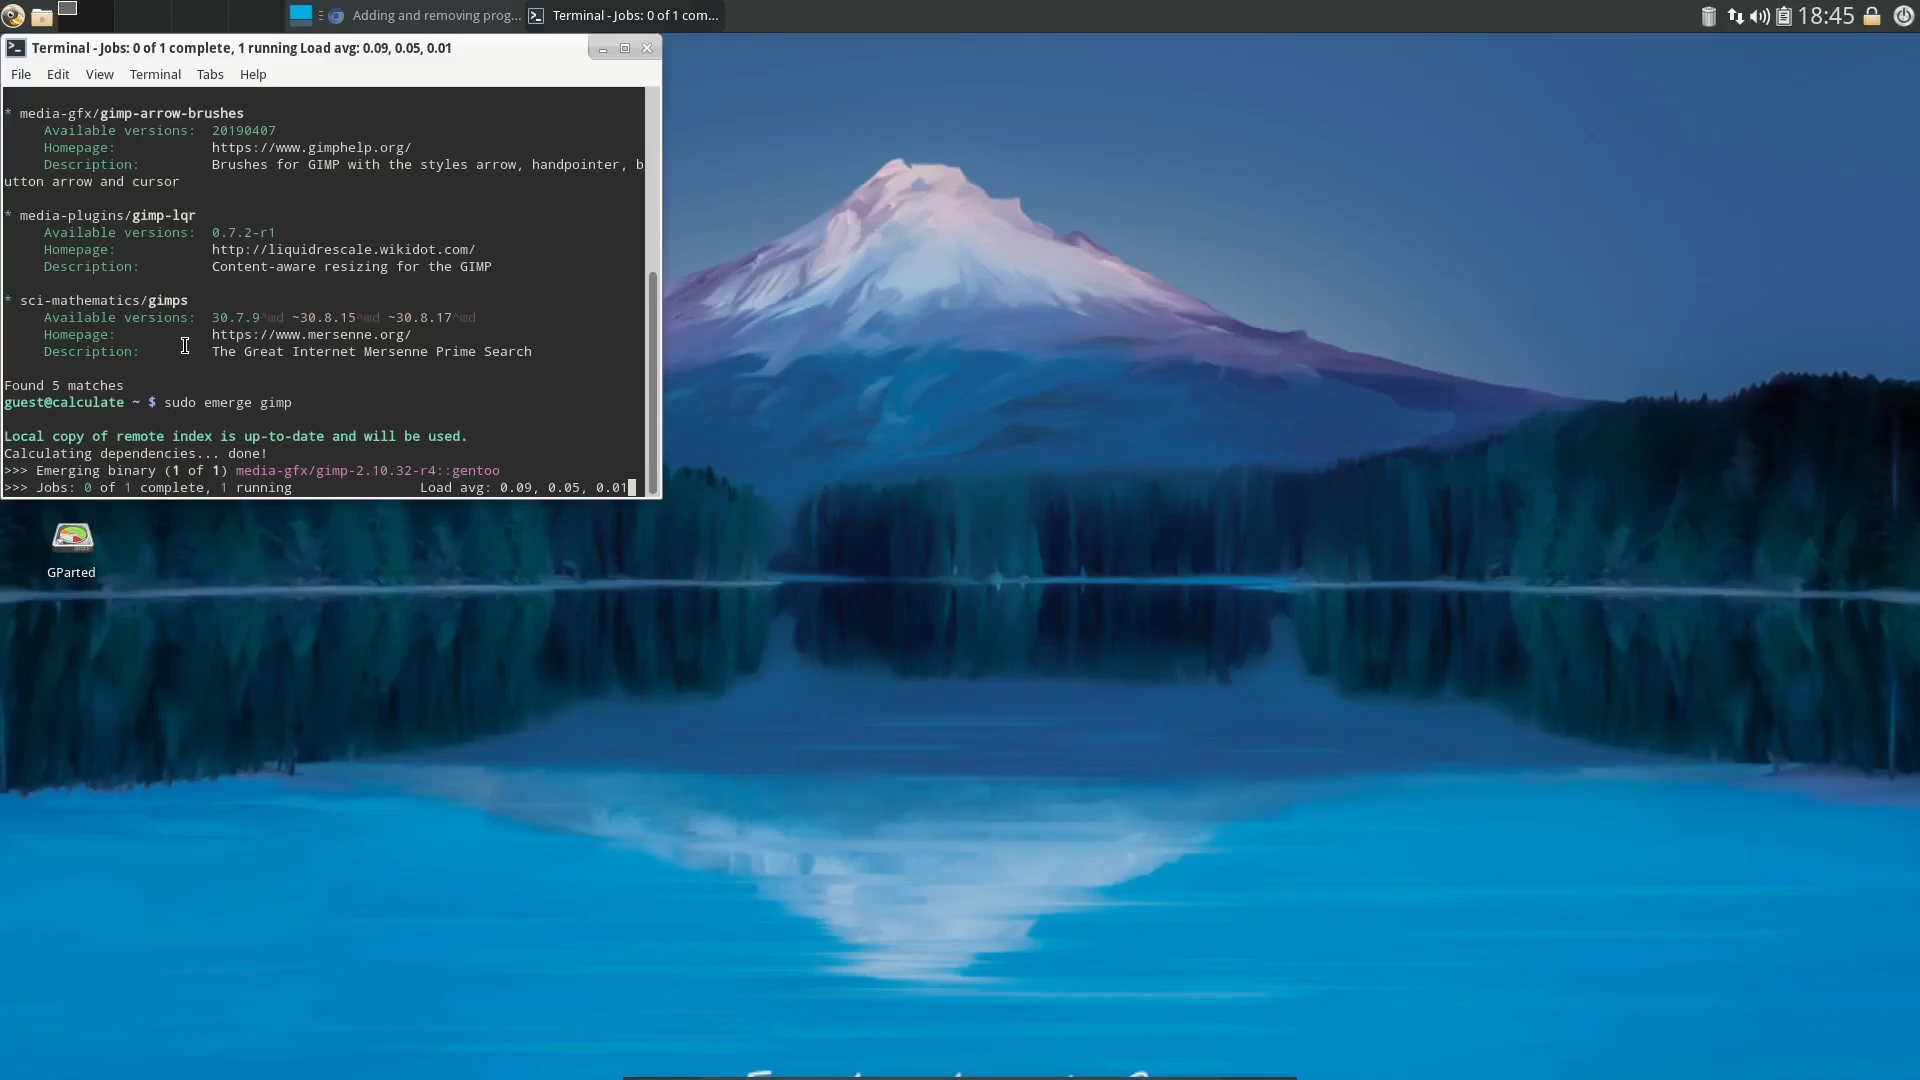 Adding and removing prog...
Terminal - Jobs: 0 of 1 com...
18:45
Terminal - Jobs: 0 of 1 complete, 1 running Load avg: 0.09, 0.05, 0.01
File Edit View Terminal Tabs Help
* media-gfx/gimp-arrow-brushes
Available versions: 20190407
Homepage: https://www.gimphelp.org/
Description: Brushes for GIMP with the styles arrow, handpointer, b
utton arrow and cursor
* media-plugins/gimp-lqr
Available versions: 0.7.2-r1
Homepage: http://liquidrescale.wikidot.com/
Description: Content-aware resizing for the GIMP
* sci-mathematics/gimps
Available versions: 30.7.9^md ~30.8.15^md ~30.8.17^md
Homepage: https://www.mersenne.org/
Description: The Great Internet Mersenne Prime Search
Found 5 matches
guest@calculate ~ $ sudo emerge gimp
Local copy of remote index is up-to-date and will be used.
Calculating dependencies... done!
>>> Emerging binary (1 of 1) media-gfx/gimp-2.10.32-r4::gentoo
>>> Jobs: 0 of 1 complete, 1 running Load avg: 0.09, 0.05, 0.01
GParted